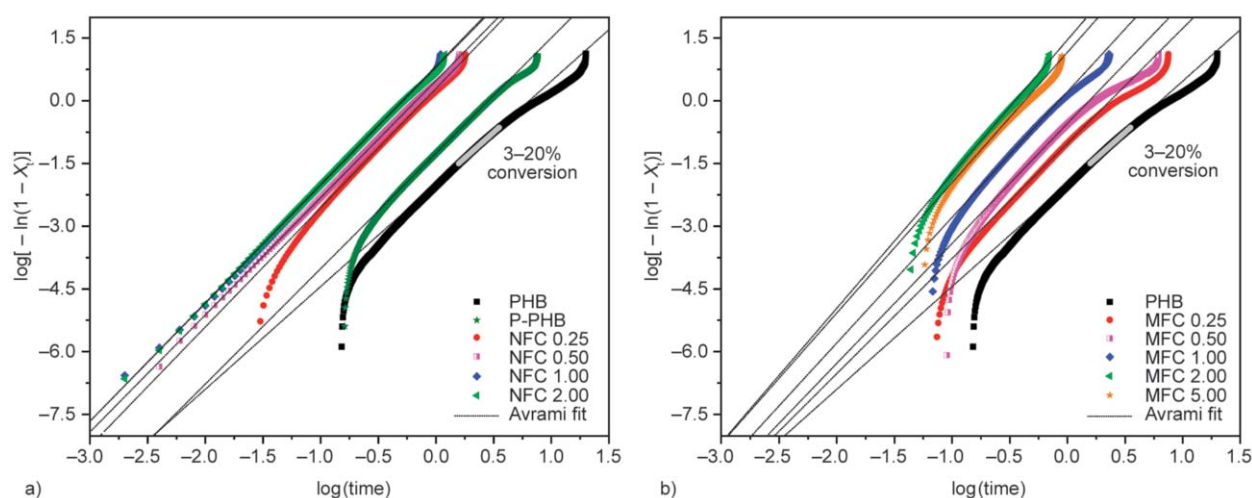 1.5
0.0
–1.5
–3.0
–4.5
–6.0
–7.5
log[– ln(1 – Xt)]
3–20%
conversion
PHB
P-PHB
NFC 0.25
NFC 0.50
NFC 1.00
NFC 2.00
Avrami fit
–3.0 –2.5 –2.0 –1.5 –1.0 –0.5 0.0 0.5 1.0 1.5
a)
log(time)
1.5
0.0
–1.5
–3.0
–4.5
–6.0
–7.5
log[– ln(1 – Xt)]
3–20%
conversion
PHB
MFC 0.25
MFC 0.50
MFC 1.00
MFC 2.00
MFC 5.00
Avrami fit
–3.0 –2.5 –2.0 –1.5 –1.0 –0.5 0.0 0.5 1.0 1.5
b)
log(time)